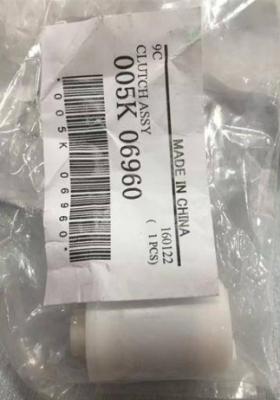 9C
CLUTCH ASSY
005K 06960
.005K 06960.
MADE IN CHINA
160122
( 1 PCS)